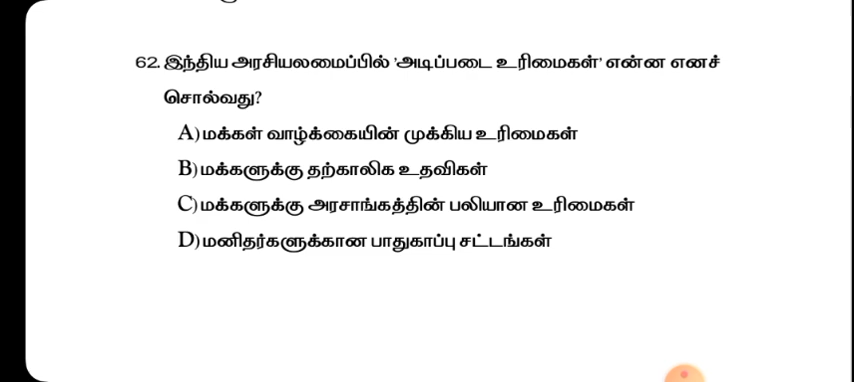 62. இந்திய அரசியலமைப்பில் 'அடிப்படை உரிமைகள்' என்ன எனச்
சொல்வது?
A) மக்கள் வாழ்க்கையின் முக்கிய உரிமைகள்
B) மக்களுக்கு தற்காலிக உதவிகள்
C) மக்களுக்கு அரசாங்கத்தின் பலியான உரிமைகள்
D) மனிதர்களுக்கான பாதுகாப்பு சட்டங்கள்